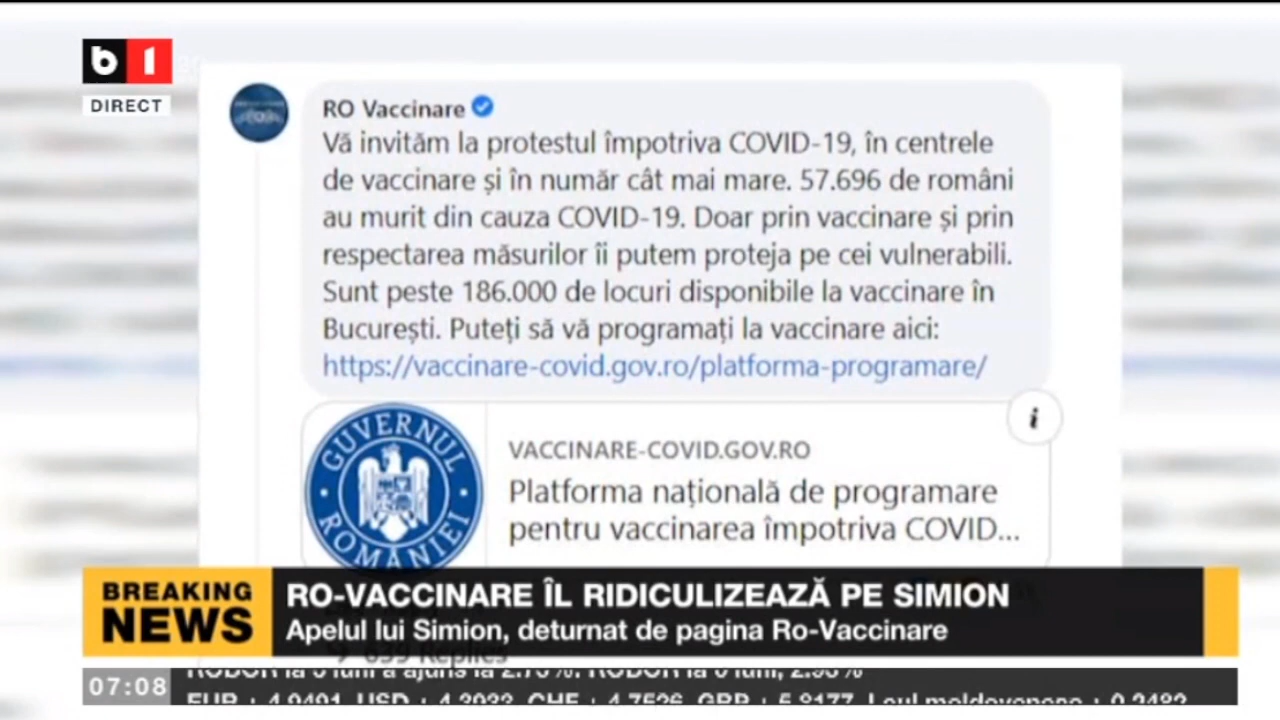 b 1
DIRECT
RO Vaccinare
Vă invităm la protestul împotriva COVID-19, în centrele
de vaccinare și în număr cât mai mare. 57.696 de români
au murit din cauza COVID-19. Doar prin vaccinare și prin
respectarea măsurilor îi putem proteja pe cei vulnerabili.
Sunt peste 186.000 de locuri disponibile la vaccinare în
București. Puteți să vă programați la vaccinare aici:
https://vaccinare-covid.gov.ro/platforma-programare/
i
GUVERNUL
ROMÂNIEI
VACCINARE-COVID.GOV.RO
Platforma națională de programare
pentru vaccinarea împotriva COVID...
BREAKING
NEWS
RO-VACCINARE ÎL RIDICULIZEAZĂ PE SIMION
Apelul lui Simion, deturnat de pagina Ro-Vaccinare
639 Replies
07:08